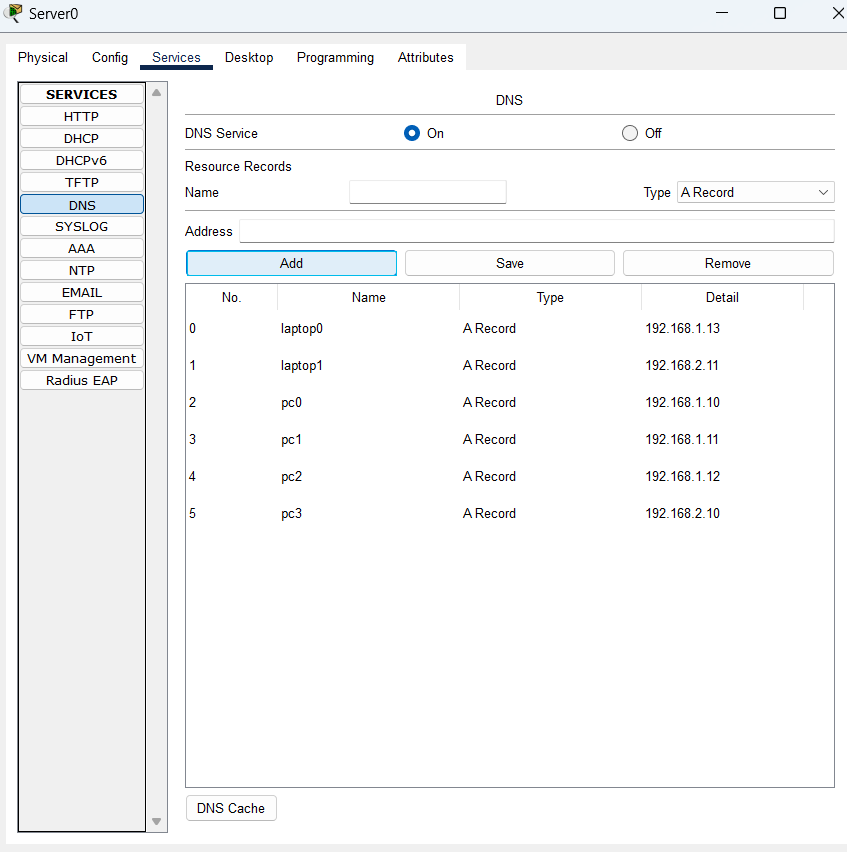 Server0
Physical Config Services Desktop Programming Attributes
SERVICES
HTTP
DHCP
DHCPv6
TFTP
DNS
SYSLOG
AAA
NTP
EMAIL
FTP
IoT
VM Management
Radius EAP
DNS
DNS Service On Off
Resource Records
Name Type A Record
Address
Add Save Remove
No. Name Type Detail
0 laptop0 A Record 192.168.1.13
1 laptop1 A Record 192.168.2.11
2 pc0 A Record 192.168.1.10
3 pc1 A Record 192.168.1.11
4 pc2 A Record 192.168.1.12
5 pc3 A Record 192.168.2.10
DNS Cache